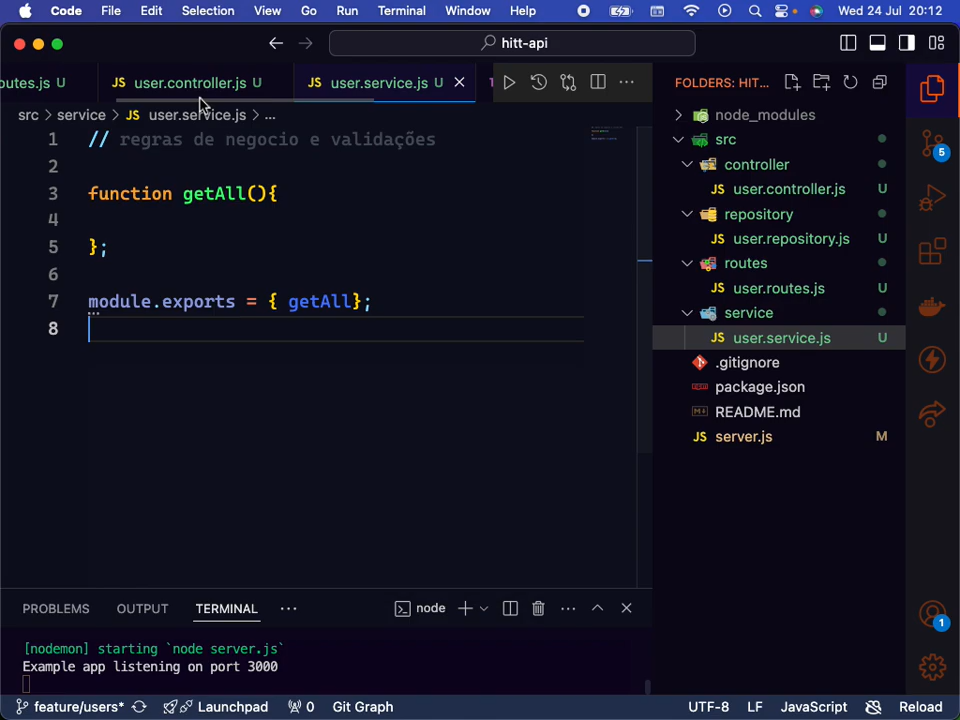 Code File Edit Selection View Go Run Terminal Window Help Wed 24 Jul 20:12
hitt-api
outes.js U JS user.controller.js U JS user.service.js U
src > service > JS user.service.js > ...
1 // regras de negocio e validações
2
3 function getAll(){
4
5 };
6
7 module.exports = { getAll};
8
FOLDERS: HIT...
node_modules
src
controller
JS user.controller.js U
repository
JS user.repository.js U
routes
JS user.routes.js U
service
JS user.service.js U
.gitignore
package.json
README.md
JS server.js M
5
1
PROBLEMS OUTPUT TERMINAL ... node
[nodemon] starting `node server.js`
Example app listening on port 3000
feature/users* Launchpad 0 Git Graph UTF-8 LF JavaScript Reload